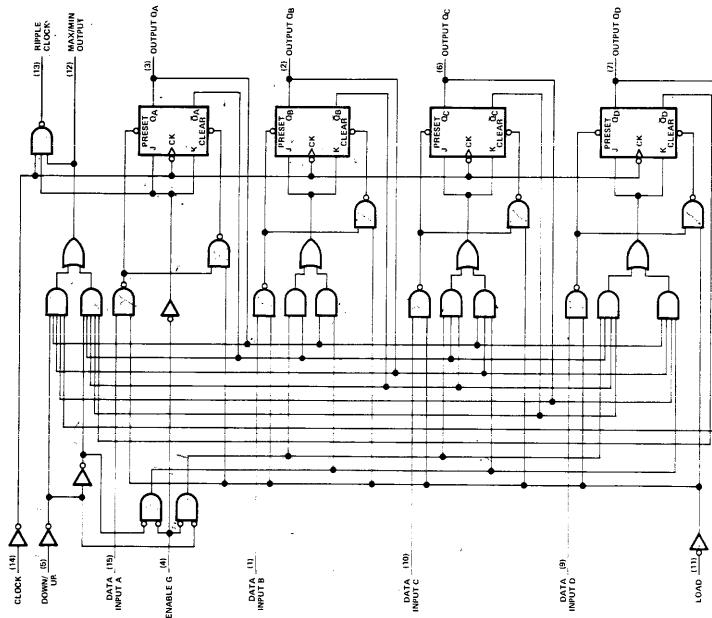 (13) RIPPLE
CLOCK
(12) MAX/MIN
OUTPUT
(3) OUTPUT QA
(2) OUTPUT QB
(6) OUTPUT QC
(7) OUTPUT QD
PRESET
J QA
CK
K Q̅A
CLEAR
PRESET
J QB
CK
K Q̅B
CLEAR
PRESET
J QC
CK
K Q̅C
CLEAR
PRESET
J QD
CK
K Q̅D
CLEAR
CLOCK (14)
DOWN/
UP (5)
DATA
INPUT A (15)
ENABLE G (4)
DATA
INPUT B (1)
DATA
INPUT C (10)
DATA
INPUT D (9)
LOAD (11)